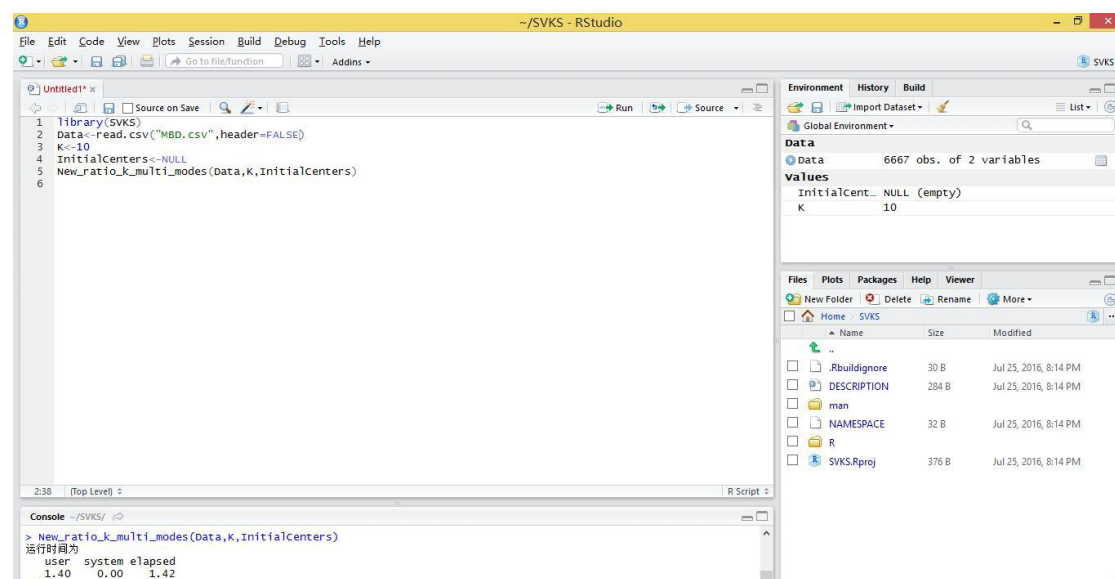 ~/SVKS - RStudio
File Edit Code View Plots Session Build Debug Tools Help
Go to file/function Addins SVKS
Untitled1*
Source on Save Run Source
1 library(SVKS)
2 Data<-read.csv("MBD.csv",header=FALSE)
3 K<-10
4 InitialCenters<-NULL
5 New_ratio_k_multi_modes(Data,K,InitialCenters)
6
2:38 (Top Level) R Script
Console ~/SVKS/
> New_ratio_k_multi_modes(Data,K,InitialCenters)
运行时间为
user system elapsed
1.40 0.00 1.42
Environment History Build
Import Dataset List
Global Environment
Data
Data 6667 obs. of 2 variables
Values
InitialCent… NULL (empty)
K 10
Files Plots Packages Help Viewer
New Folder Delete Rename More
Home SVKS
Name Size Modified
..
.Rbuildignore 30 B Jul 25, 2016, 8:14 PM
DESCRIPTION 284 B Jul 25, 2016, 8:14 PM
man
NAMESPACE 32 B Jul 25, 2016, 8:14 PM
R
SVKS.Rproj 376 B Jul 25, 2016, 8:14 PM